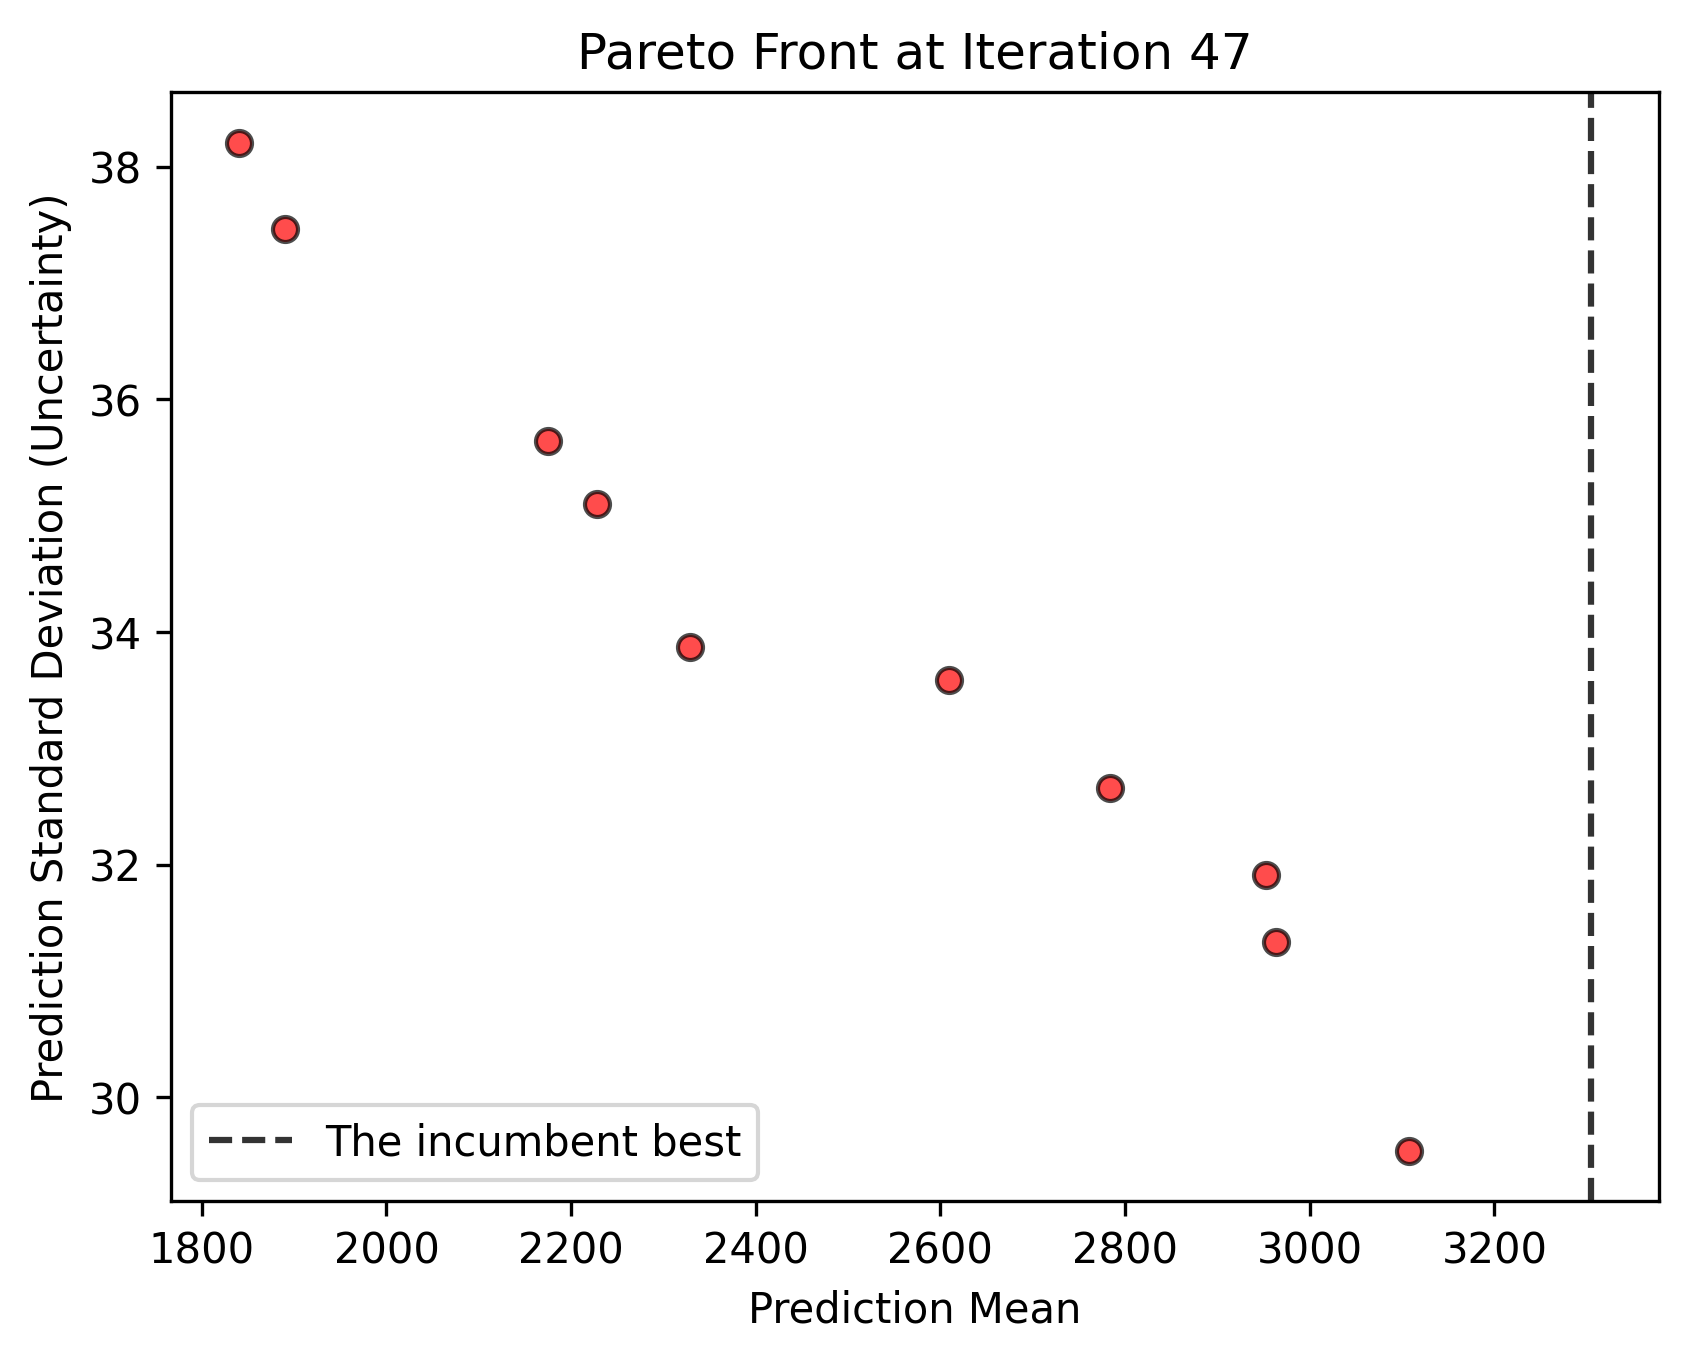 Pareto Front at Iteration 47
Prediction Standard Deviation (Uncertainty)
38
36
34
32
30
The incumbent best
1800 2000 2200 2400 2600 2800 3000 3200
Prediction Mean